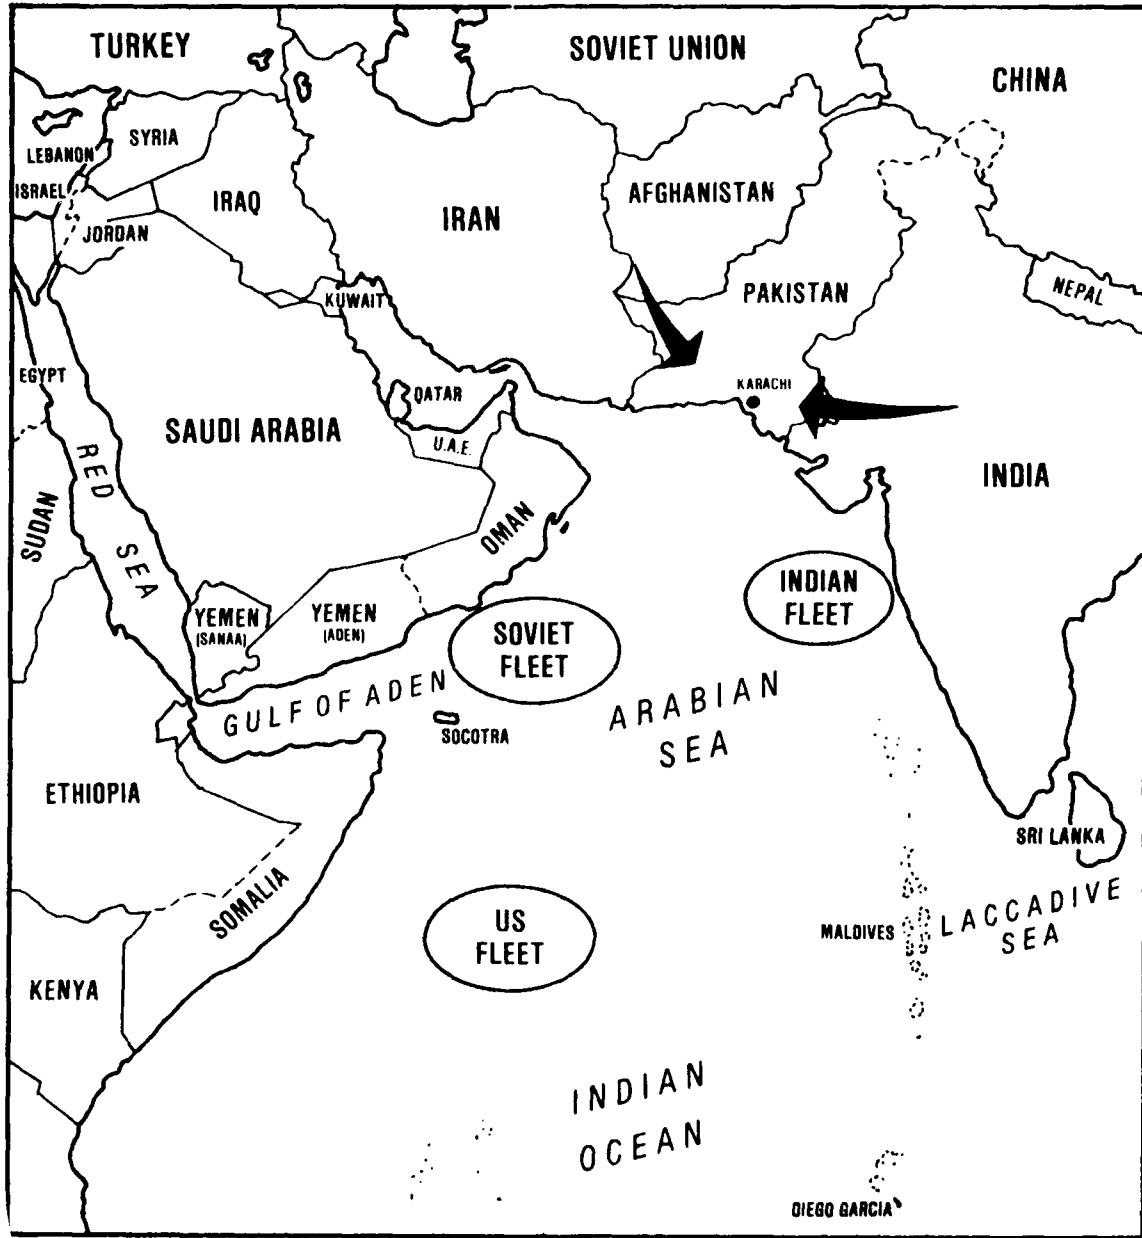 TURKEY
SOVIET UNION
CHINA
SYRIA
LEBANON
ISRAEL
IRAQ
JORDAN
IRAN
AFGHANISTAN
KUWAIT
PAKISTAN
NEPAL
EGYPT
QATAR
KARACHI
SAUDI ARABIA
U.A.E.
INDIA
RED
SEA
SUDAN
OMAN
YEMEN
(SANAA)
YEMEN
(ADEN)
SOVIET
FLEET
INDIAN
FLEET
GULF OF ADEN
SOCOTRA
ARABIAN
SEA
ETHIOPIA
SRI LANKA
SOMALIA
US
FLEET
MALDIVES
LACCADIVE
SEA
KENYA
INDIAN
OCEAN
DIEGO GARCIA